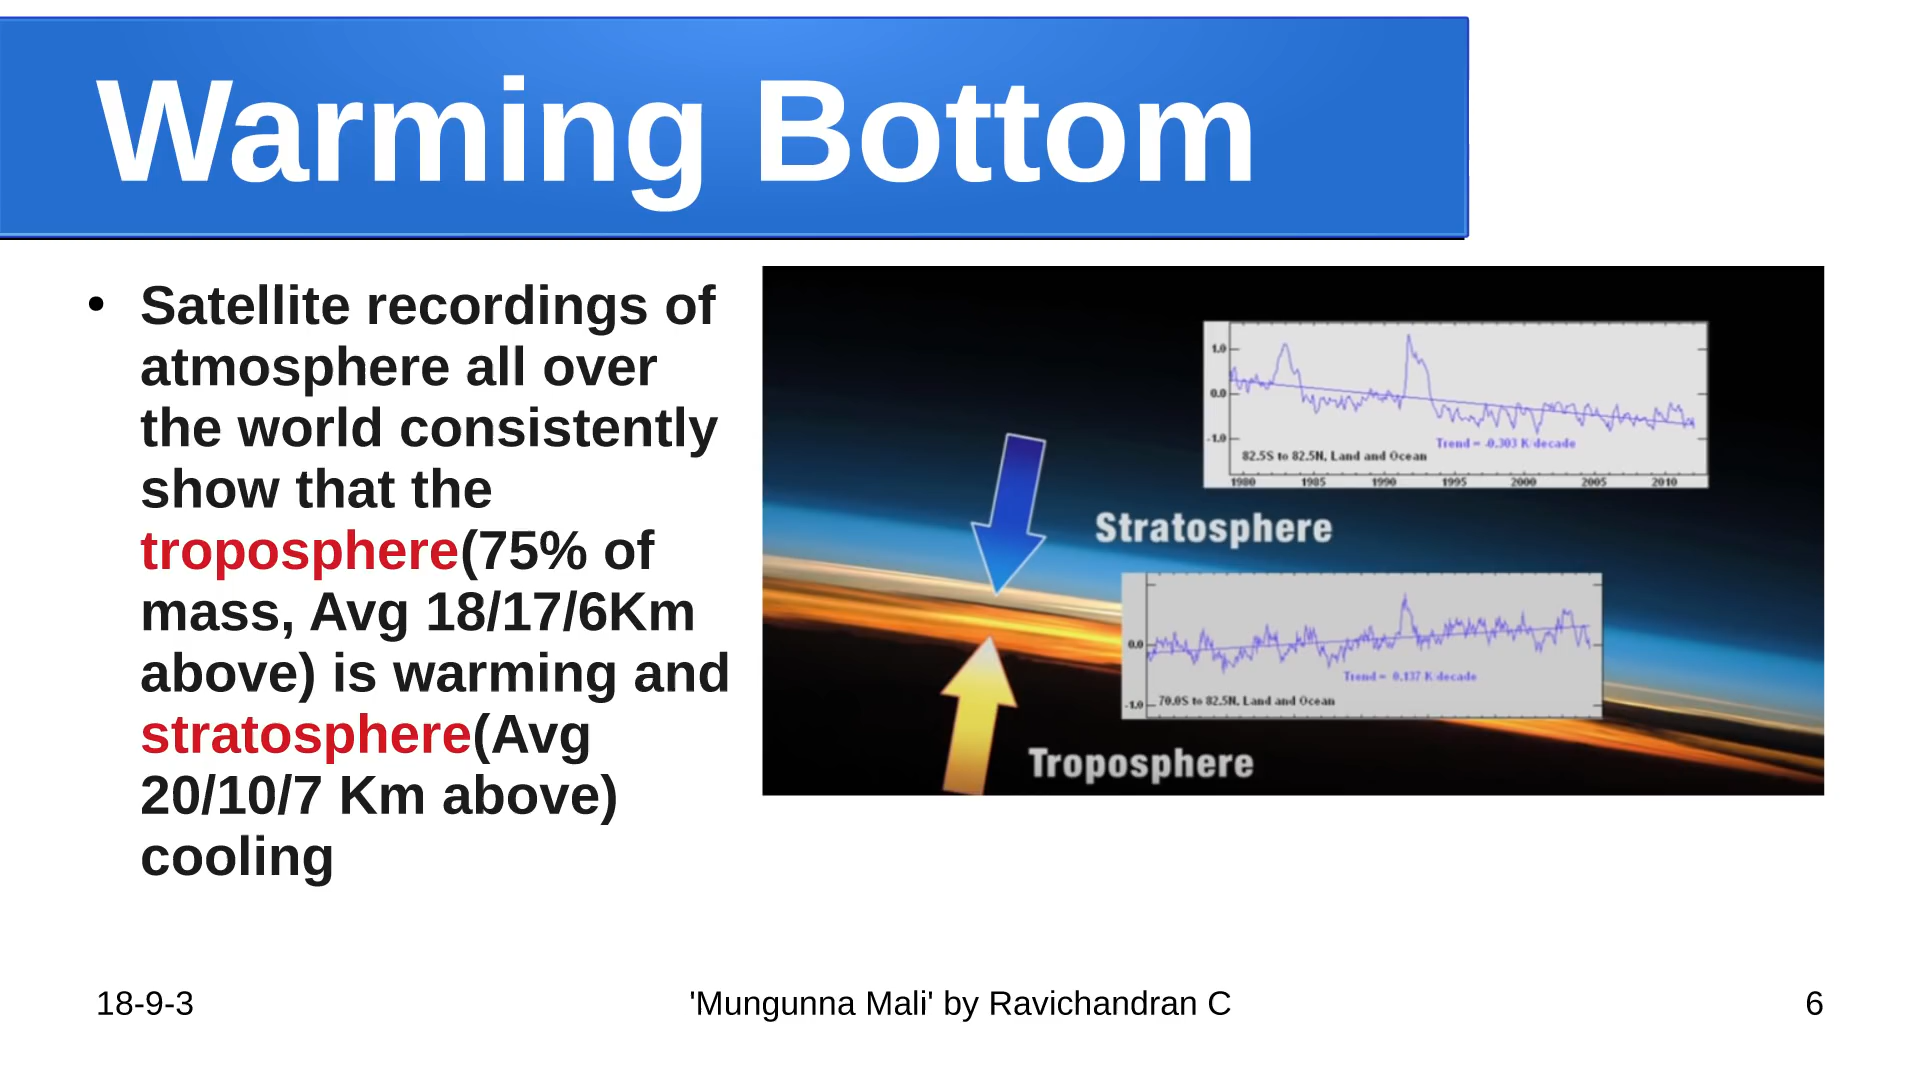 Warming Bottom
• Satellite recordings of
atmosphere all over
the world consistently
show that the
troposphere(75% of
mass, Avg 18/17/6Km
above) is warming and
stratosphere(Avg
20/10/7 Km above)
cooling
1.0
0.0
-1.0
Trend = -0.303 K/decade
82.5S to 82.5N, Land and Ocean
1980 1985 1990 1995 2000 2005 2010
Stratosphere
0.0
Trend = 0.137 K/decade
-1.0
70.0S to 82.5N, Land and Ocean
Troposphere
18-9-3
'Mungunna Mali' by Ravichandran C
6